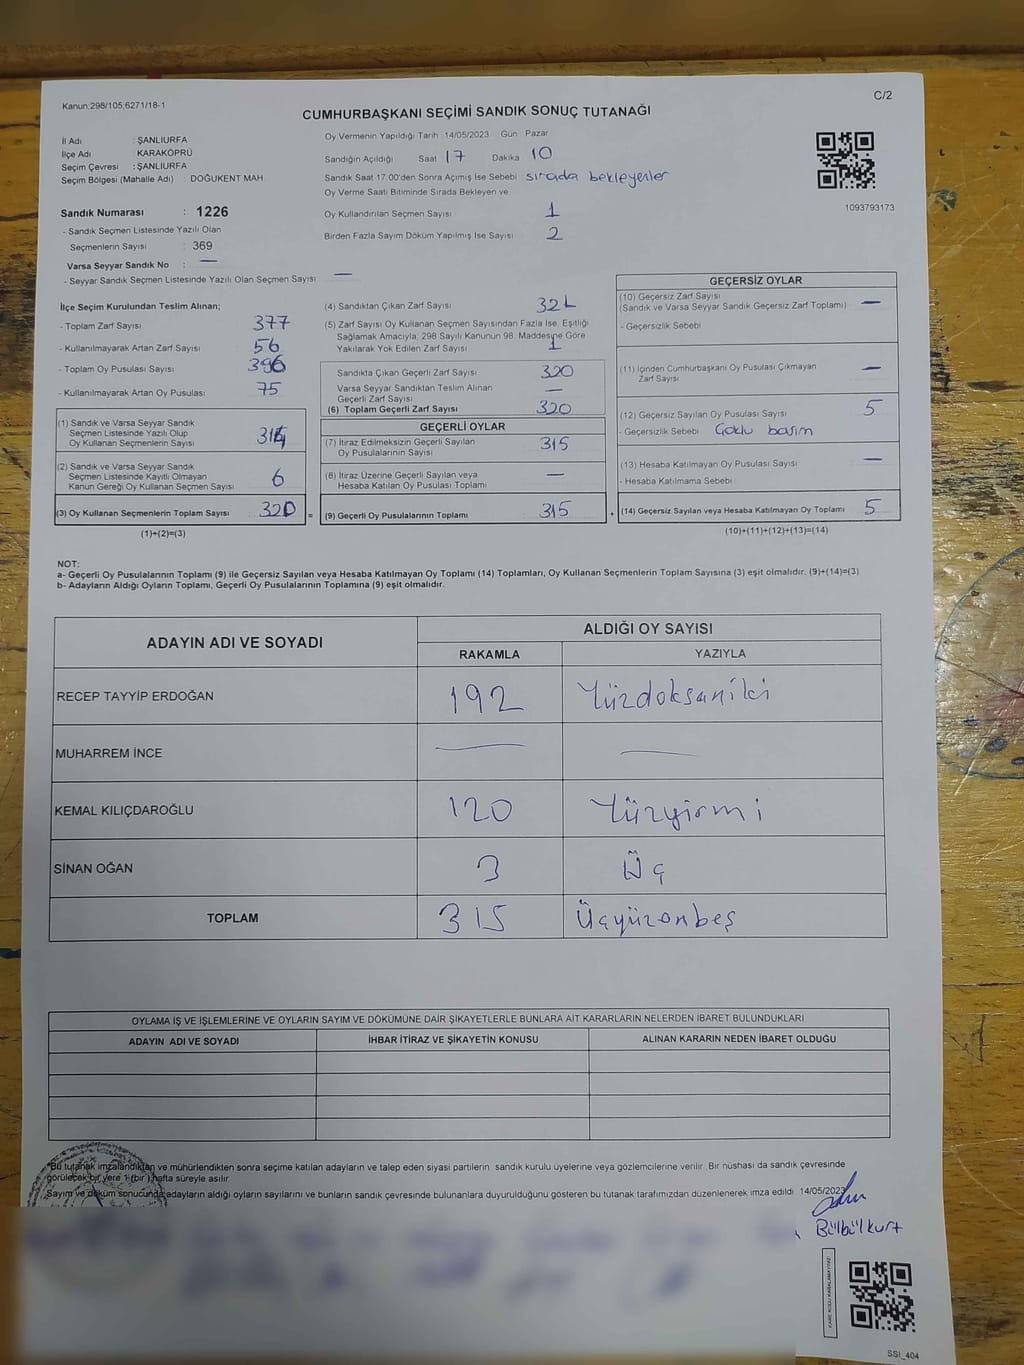 Kanun;298/105;6271/18-1
C/2
CUMHURBAŞKANI SEÇİMİ SANDIK SONUÇ TUTANAĞI
İl Adı : ŞANLIURFA
İlçe Adı : KARAKÖPRÜ
Seçim Çevresi : ŞANLIURFA
Seçim Bölgesi (Mahalle Adı) : DOĞUKENT MAH.
Sandık Numarası : 1226
- Sandık Seçmen Listesinde Yazılı Olan
Seçmenlerin Sayısı : 369
Varsa Seyyar Sandık No : —
- Seyyar Sandık Seçmen Listesinde Yazılı Olan Seçmen Sayısı : —
Oy Vermenin Yapıldığı Tarih : 14/05/2023 Gün : Pazar
Sandığın Açıldığı Saat 17 Dakika 10
Sandık Saat 17:00'den Sonra Açımış İse Sebebi sırada bekleyenler
Oy Verme Saati Bitiminde Sırada Bekleyen ve
Oy Kullandırılan Seçmen Sayısı 1
Birden Fazla Sayım Döküm Yapılmış İse Sayısı 2
1093793173
İlçe Seçim Kurulundan Teslim Alınan;
- Toplam Zarf Sayısı 377
- Kullanılmayarak Artan Zarf Sayısı 56
- Toplam Oy Pusulası Sayısı
- Kullanılmayarak Artan Oy Pusulası 75
(1) Sandık ve Varsa Seyyar Sandık
Seçmen Listesinde Yazılı Olup
Oy Kullanan Seçmenlerin Sayısı 314
(2) Sandık ve Varsa Seyyar Sandık
Seçmen Listesinde Kayıtlı Olmayan
Kanun Gereği Oy Kullanan Seçmen Sayısı 6
(3) Oy Kullanan Seçmenlerin Toplam Sayısı 320 =
(1)+(2)=(3)
(4) Sandıktan Çıkan Zarf Sayısı
(5) Zarf Sayısı Oy Kullanan Seçmen Sayısından Fazla İse, Eşitliği
Sağlamak Amacıyla; 298 Sayılı Kanunun 98. Maddesine Göre
Yakılarak Yok Edilen Zarf Sayısı 1
Sandıkta Çıkan Geçerli Zarf Sayısı 320
Varsa Seyyar Sandıktan Teslim Alınan
Geçerli Zarf Sayısı —
(6) Toplam Geçerli Zarf Sayısı 320
GEÇERLİ OYLAR
(7) İtiraz Edilmeksizin Geçerli Sayılan
Oy Pusulalarının Sayısı 315
(8) İtiraz Üzerine Geçerli Sayılan veya
Hesaba Katılan Oy Pusulası Toplamı —
(9) Geçerli Oy Pusulalarının Toplamı 315 +
GEÇERSİZ OYLAR
(10) Geçersiz Zarf Sayısı
(Sandık ve Varsa Seyyar Sandık Geçersiz Zarf Toplamı) —
- Geçersizlik Sebebi
(11) İçinden Cumhurbaşkanı Oy Pusulası Çıkmayan
Zarf Sayısı —
(12) Geçersiz Sayılan Oy Pusulası Sayısı 5
- Geçersizlik Sebebi Çoklu basım
(13) Hesaba Katılmayan Oy Pusulası Sayısı —
- Hesaba Katılmama Sebebi
(14) Geçersiz Sayılan veya Hesaba Katılmayan Oy Toplamı 5
(10)+(11)+(12)+(13)=(14)
NOT:
a- Geçerli Oy Pusulalarının Toplamı (9) ile Geçersiz Sayılan veya Hesaba Katılmayan Oy Toplamı (14) Toplamları, Oy Kullanan Seçmenlerin Toplam Sayısına (3) eşit olmalıdır. (9)+(14)=(3)
b- Adayların Aldığı Oyların Toplamı, Geçerli Oy Pusulalarının Toplamına (9) eşit olmalıdır.
ADAYIN ADI VE SOYADI
ALDIĞI OY SAYISI
RAKAMLA YAZIYLA
RECEP TAYYİP ERDOĞAN 192 Yüzdoksaniki
MUHARREM İNCE — —
KEMAL KILIÇDAROĞLU 120 Yüzyirmi
SİNAN OĞAN 3 Üç
TOPLAM 315 Üçyüzonbeş
OYLAMA İŞ VE İŞLEMLERİNE VE OYLARIN SAYIM VE DÖKÜMÜNE DAİR ŞİKAYETLERLE BUNLARA AİT KARARLARIN NELERDEN İBARET BULUNDUKLARI
ADAYIN ADI VE SOYADI İHBAR İTİRAZ VE ŞİKAYETİN KONUSU ALINAN KARARIN NEDEN İBARET OLDUĞU
*Bu tutanak imzalandıktan ve mühürlendikten sonra seçime katılan adayların ve talep eden siyasi partilerin sandık kurulu üyelerine veya gözlemcilerine verilir. Bir nüshası da sandık çevresinde
görülecek bir yere 1 (bir) hafta süreyle asılır.
Sayım ve döküm sonucunda adayların aldığı oyların sayılarını ve bunların sandık çevresinde bulunanlara duyurulduğunu gösteren bu tutanak tarafımızdan düzenlenerek imza edildi. 14/05/2023
Bülbül kurt
SSI_404